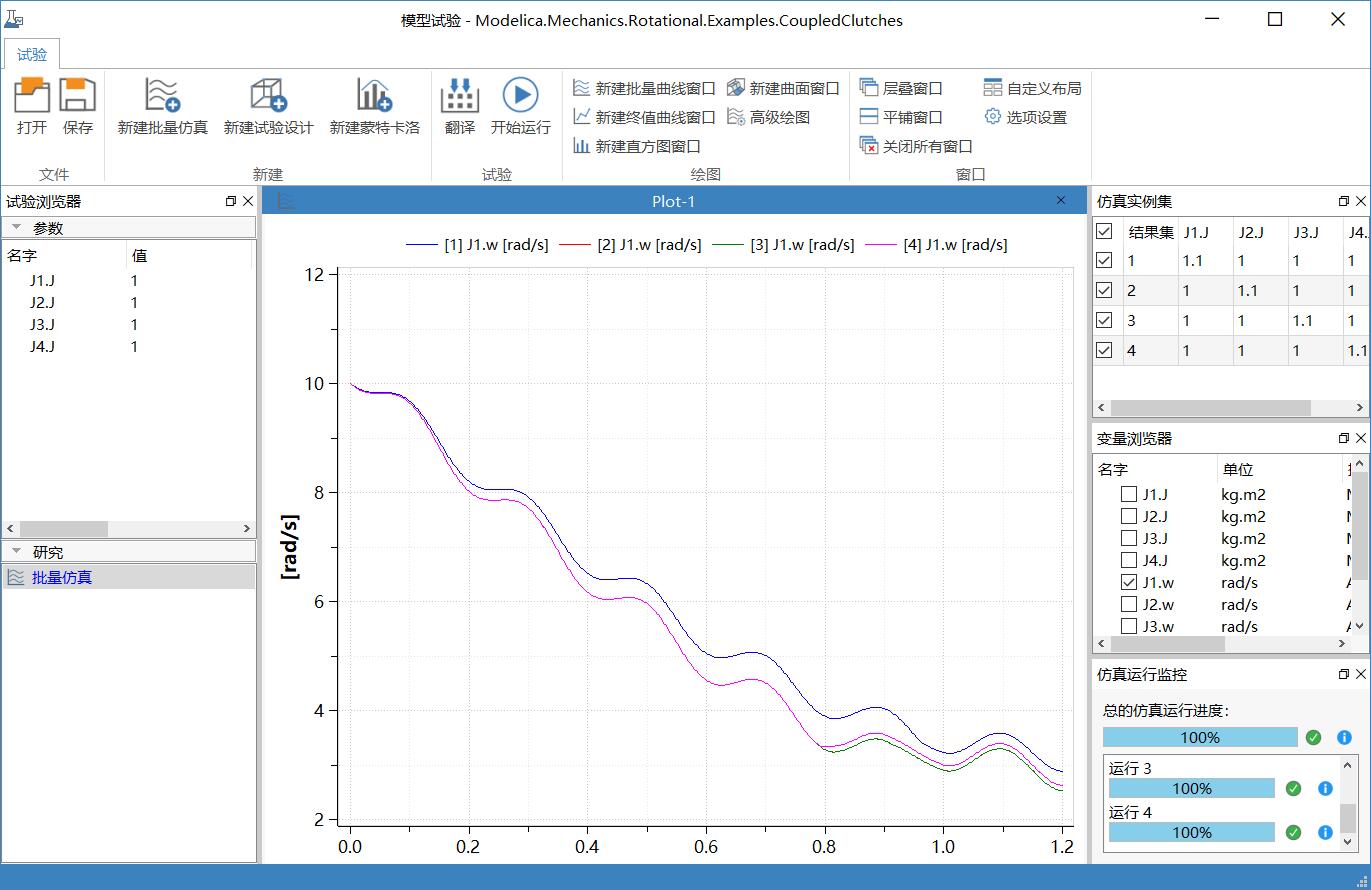 模型试验 - Modelica.Mechanics.Rotational.Examples.CoupledClutches
试验
打开
保存
文件
新建批量仿真
新建试验设计
新建蒙特卡洛
新建
翻译
开始运行
试验
新建批量曲线窗口
新建曲面窗口
新建终值曲线窗口
高级绘图
新建直方图窗口
绘图
层叠窗口
自定义布局
平铺窗口
选项设置
关闭所有窗口
窗口
试验浏览器
参数
名字 值
J1.J 1
J2.J 1
J3.J 1
J4.J 1
研究
批量仿真
Plot-1
[1] J1.w [rad/s] [2] J1.w [rad/s] [3] J1.w [rad/s] [4] J1.w [rad/s]
[rad/s]
12
10
8
6
4
2
0.0 0.2 0.4 0.6 0.8 1.0 1.2
仿真实例集
结果集 J1.J J2.J J3.J J4.
1 1.1 1 1 1
2 1 1.1 1 1
3 1 1 1.1 1
4 1 1 1 1.1
变量浏览器
名字 单位
J1.J kg.m2
J2.J kg.m2
J3.J kg.m2
J4.J kg.m2
J1.w rad/s
J2.w rad/s
J3.w rad/s
仿真运行监控
总的仿真运行进度:
100%
运行 3
100%
运行 4
100%